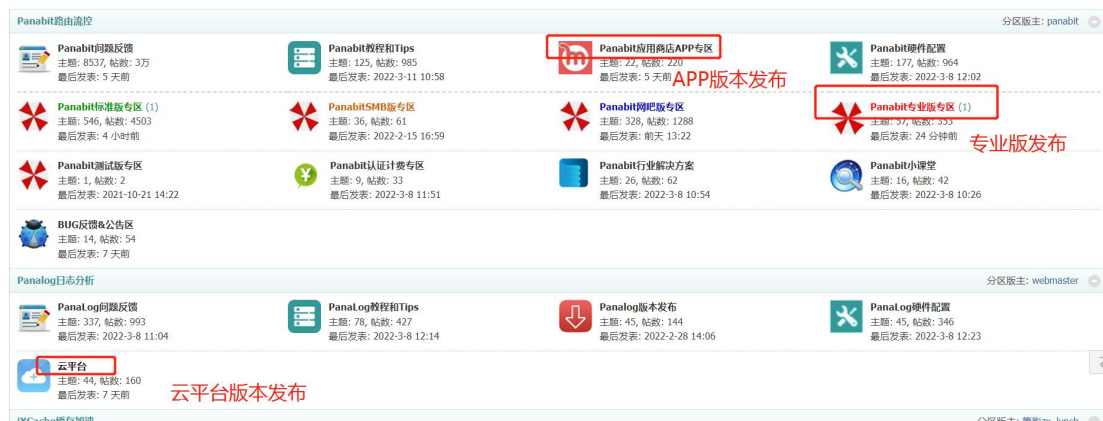 Panabit路由流控
分区版主: panabit
Panabit问题反馈
主题: 8537, 帖数: 3万
最后发表: 5 天前
Panabit教程和Tips
主题: 125, 帖数: 985
最后发表: 2022-3-11 10:58
Panabit应用商店APP专区
主题: 22, 帖数: 220
最后发表: 5 天前
APP版本发布
Panabit硬件配置
主题: 177, 帖数: 964
最后发表: 2022-3-8 12:02
Panabit标准版专区 (1)
主题: 546, 帖数: 4503
最后发表: 4 小时前
PanabitSMB版专区
主题: 36, 帖数: 61
最后发表: 2022-2-15 16:59
Panabit网吧版专区
主题: 328, 帖数: 1288
最后发表: 前天 13:22
Panabit专业版专区 (1)
主题: 57, 帖数: 353
最后发表: 24 分钟前
专业版发布
Panabit测试版专区
主题: 1, 帖数: 2
最后发表: 2021-10-21 14:22
Panabit认证计费专区
主题: 9, 帖数: 33
最后发表: 2022-3-8 11:51
Panabit行业解决方案
主题: 26, 帖数: 62
最后发表: 2022-3-8 10:54
Panabit小课堂
主题: 16, 帖数: 42
最后发表: 2022-3-8 10:26
BUG反馈&公告区
主题: 14, 帖数: 54
最后发表: 7 天前
Panalog日志分析
分区版主: webmaster
PanaLog问题反馈
主题: 337, 帖数: 993
最后发表: 2022-3-8 11:04
PanaLog教程和Tips
主题: 78, 帖数: 427
最后发表: 2022-3-8 12:14
Panalog版本发布
主题: 45, 帖数: 144
最后发表: 2022-2-28 14:06
PanaLog硬件配置
主题: 45, 帖数: 346
最后发表: 2022-3-8 12:23
云平台
主题: 44, 帖数: 160
最后发表: 7 天前
云平台版本发布
iXCache缓存加速
分区版主: